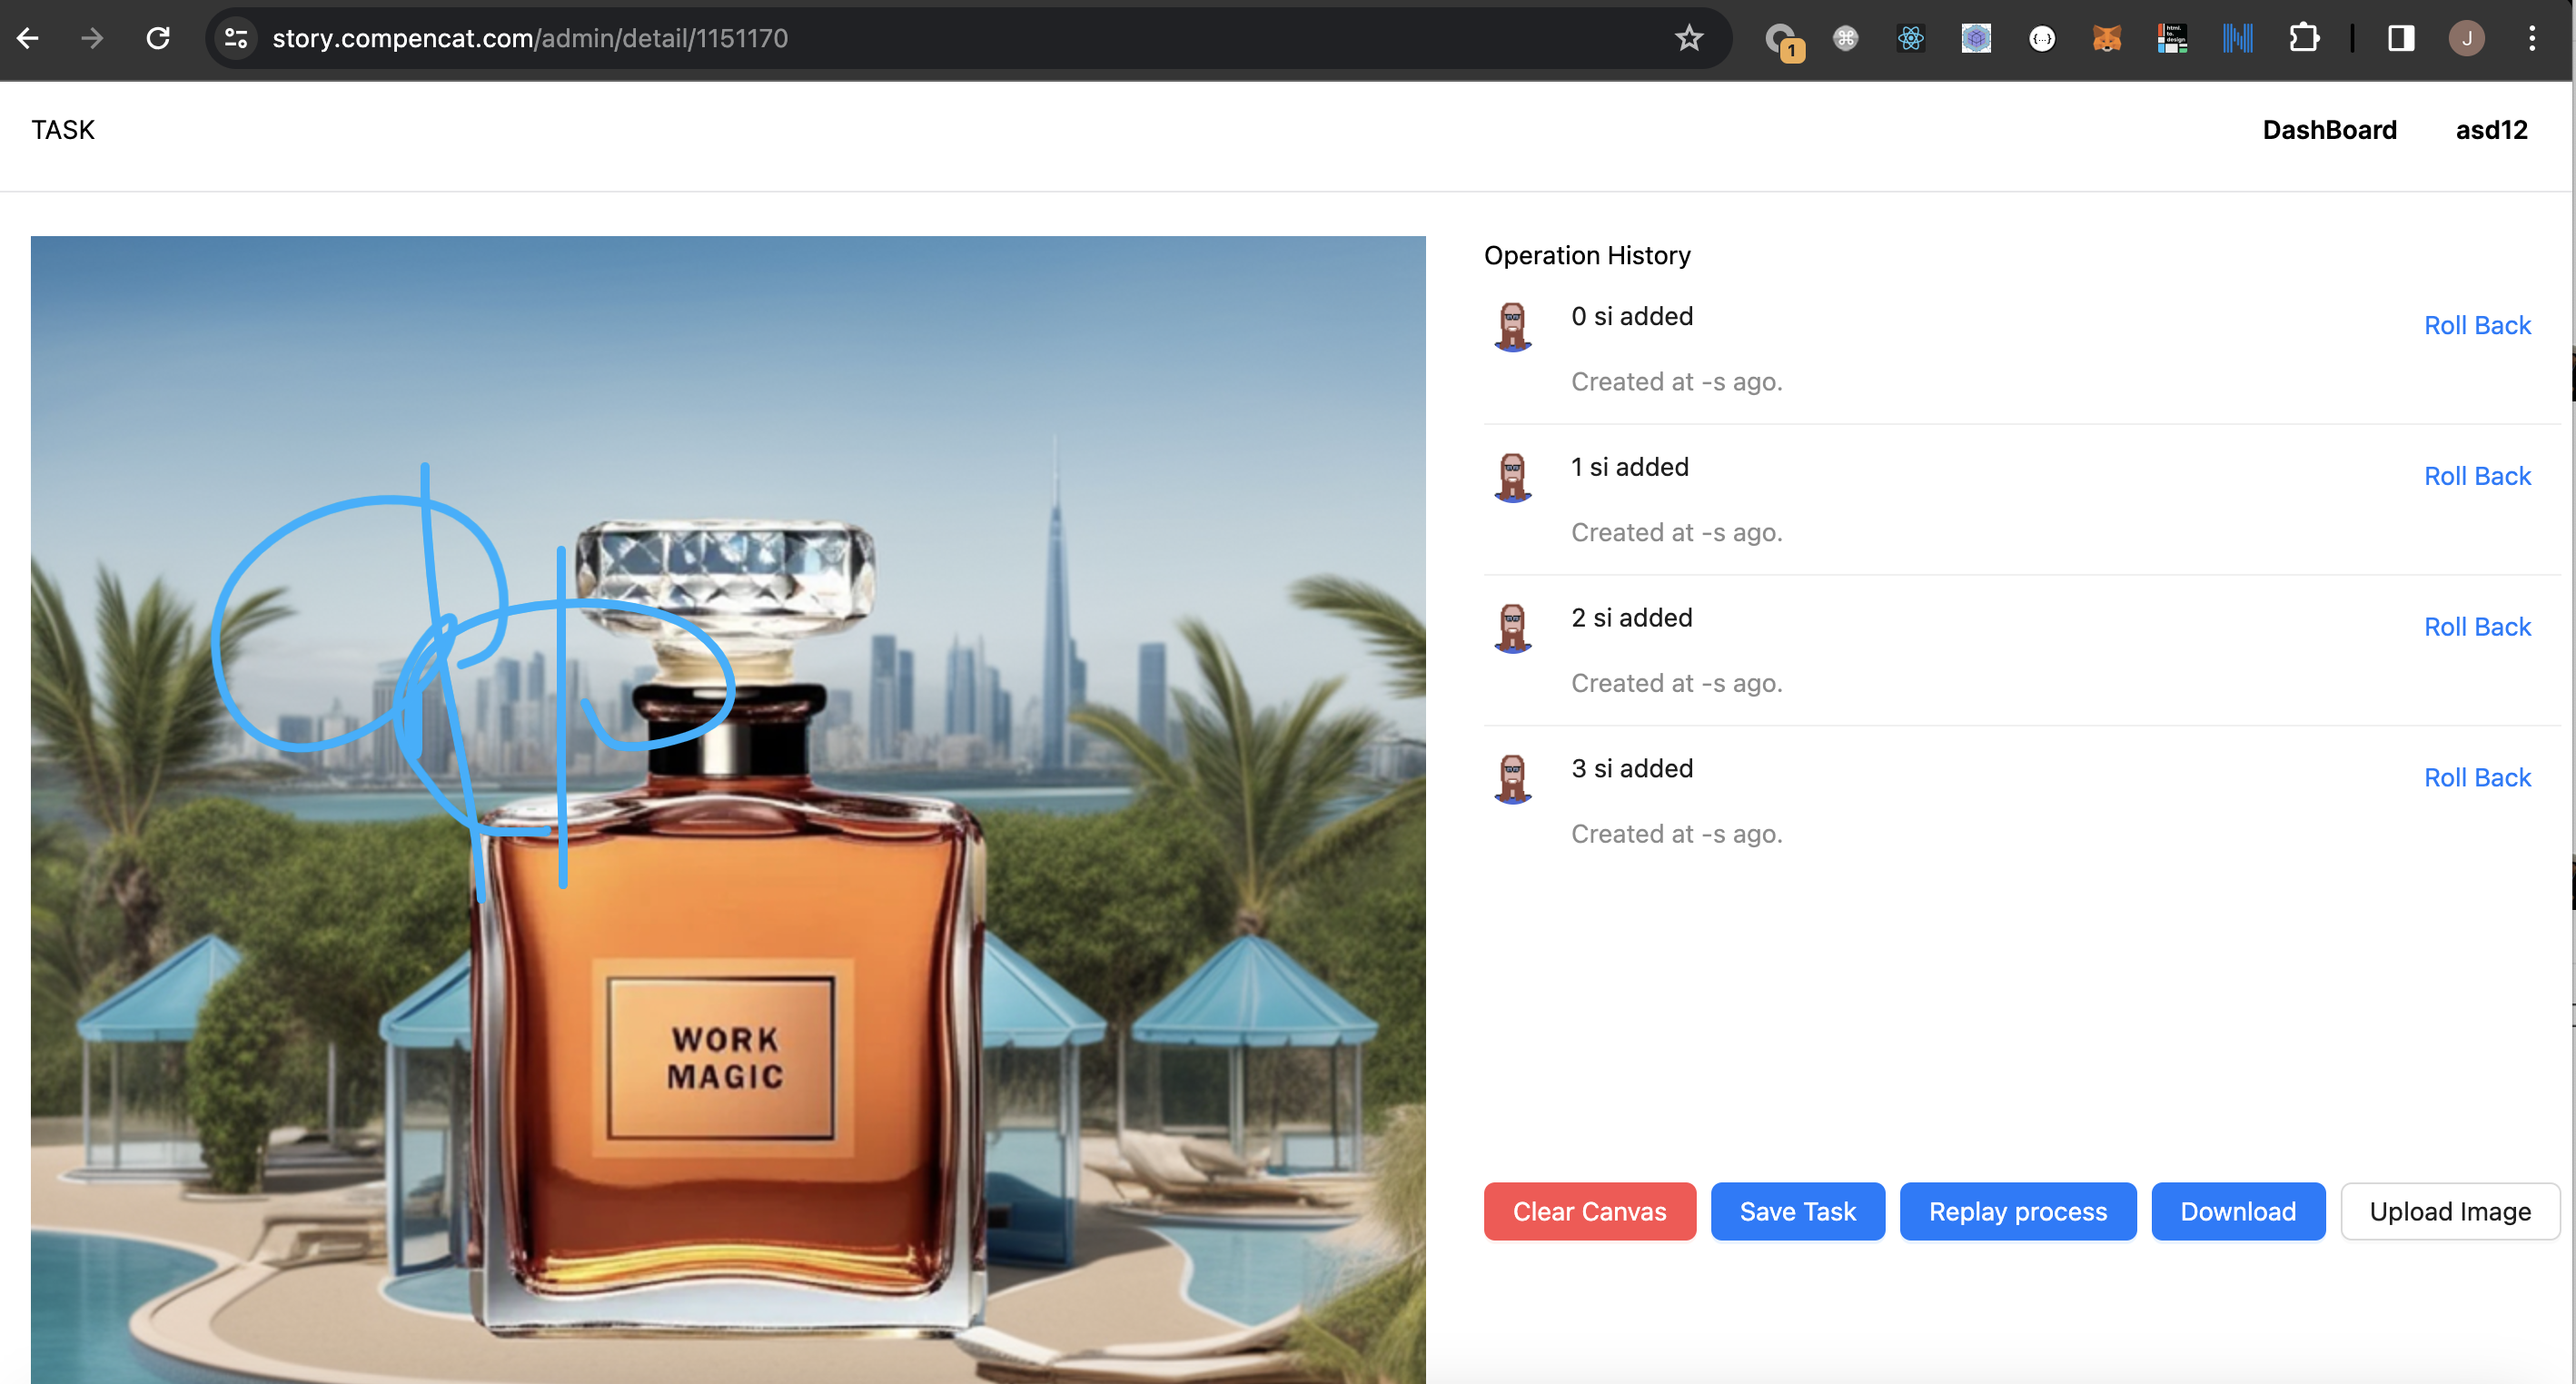 story.compencat.com/admin/detail/1151170
1
J
TASK
DashBoard
asd12
Operation History
0 si added
Roll Back
Created at -s ago.
1 si added
Roll Back
Created at -s ago.
2 si added
Roll Back
Created at -s ago.
3 si added
Roll Back
Created at -s ago.
WORK
MAGIC
Clear Canvas
Save Task
Replay process
Download
Upload Image